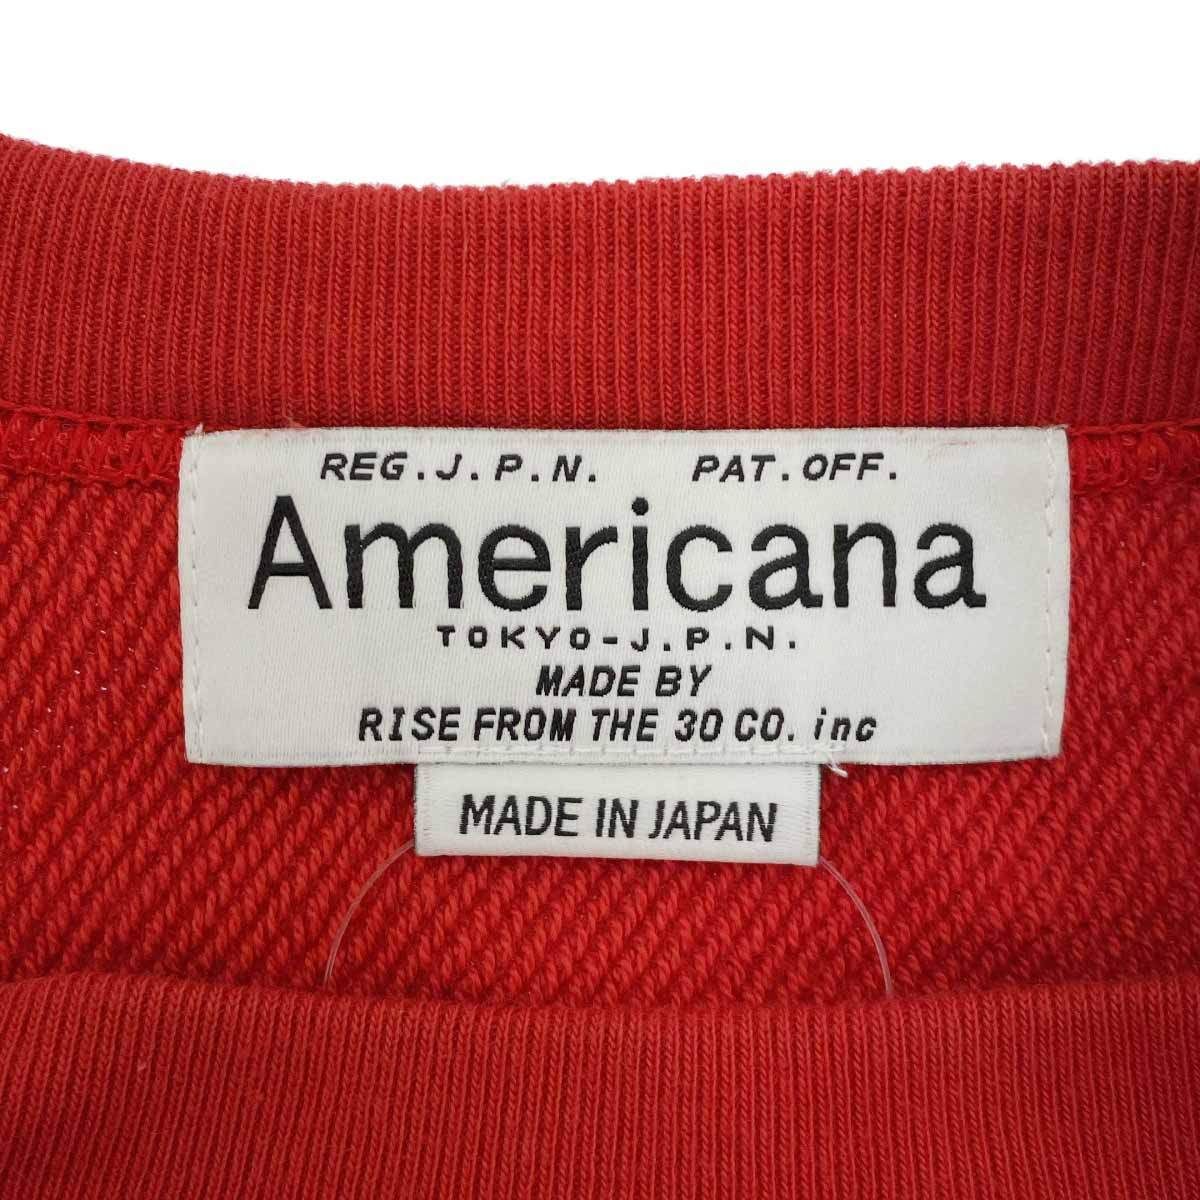 REG.J.P.N. PAT.OFF.
Americana
TOKYO-J.P.N.
MADE BY
RISE FROM THE 30 CO. inc
MADE IN JAPAN